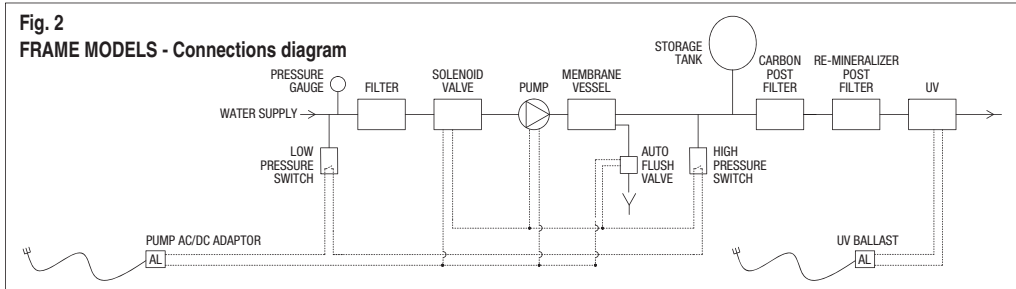 Fig. 2
FRAME MODELS - Connections diagram
PRESSURE
GAUGE
FILTER
SOLENOID
VALVE
PUMP
MEMBRANE
VESSEL
STORAGE
TANK
CARBON
POST
FILTER
RE-MINERALIZER
POST
FILTER
UV
WATER SUPPLY
LOW
PRESSURE
SWITCH
AUTO
FLUSH
VALVE
HIGH
PRESSURE
SWITCH
PUMP AC/DC ADAPTOR
AL
UV BALLAST
AL